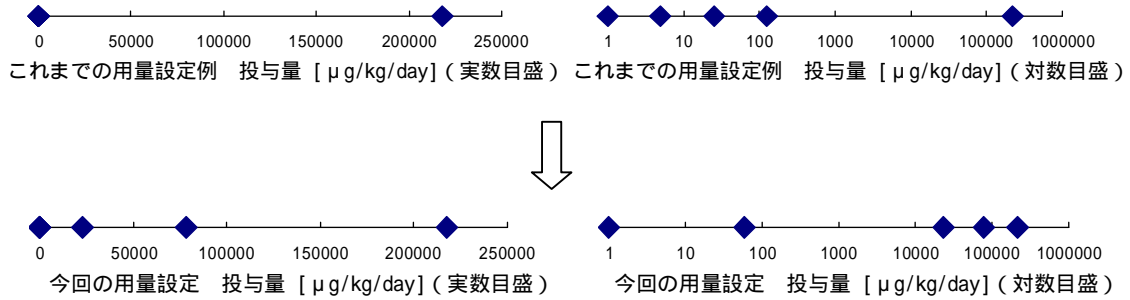 0 50000 100000 150000 200000 250000
これまでの用量設定例　投与量 [μg/kg/day]（実数目盛）
1 10 100 1000 10000 100000 1000000
これまでの用量設定例　投与量 [μg/kg/day]（対数目盛）
0 50000 100000 150000 200000 250000
今回の用量設定　投与量 [μg/kg/day]（実数目盛）
1 10 100 1000 10000 100000 1000000
今回の用量設定　投与量 [μg/kg/day]（対数目盛）